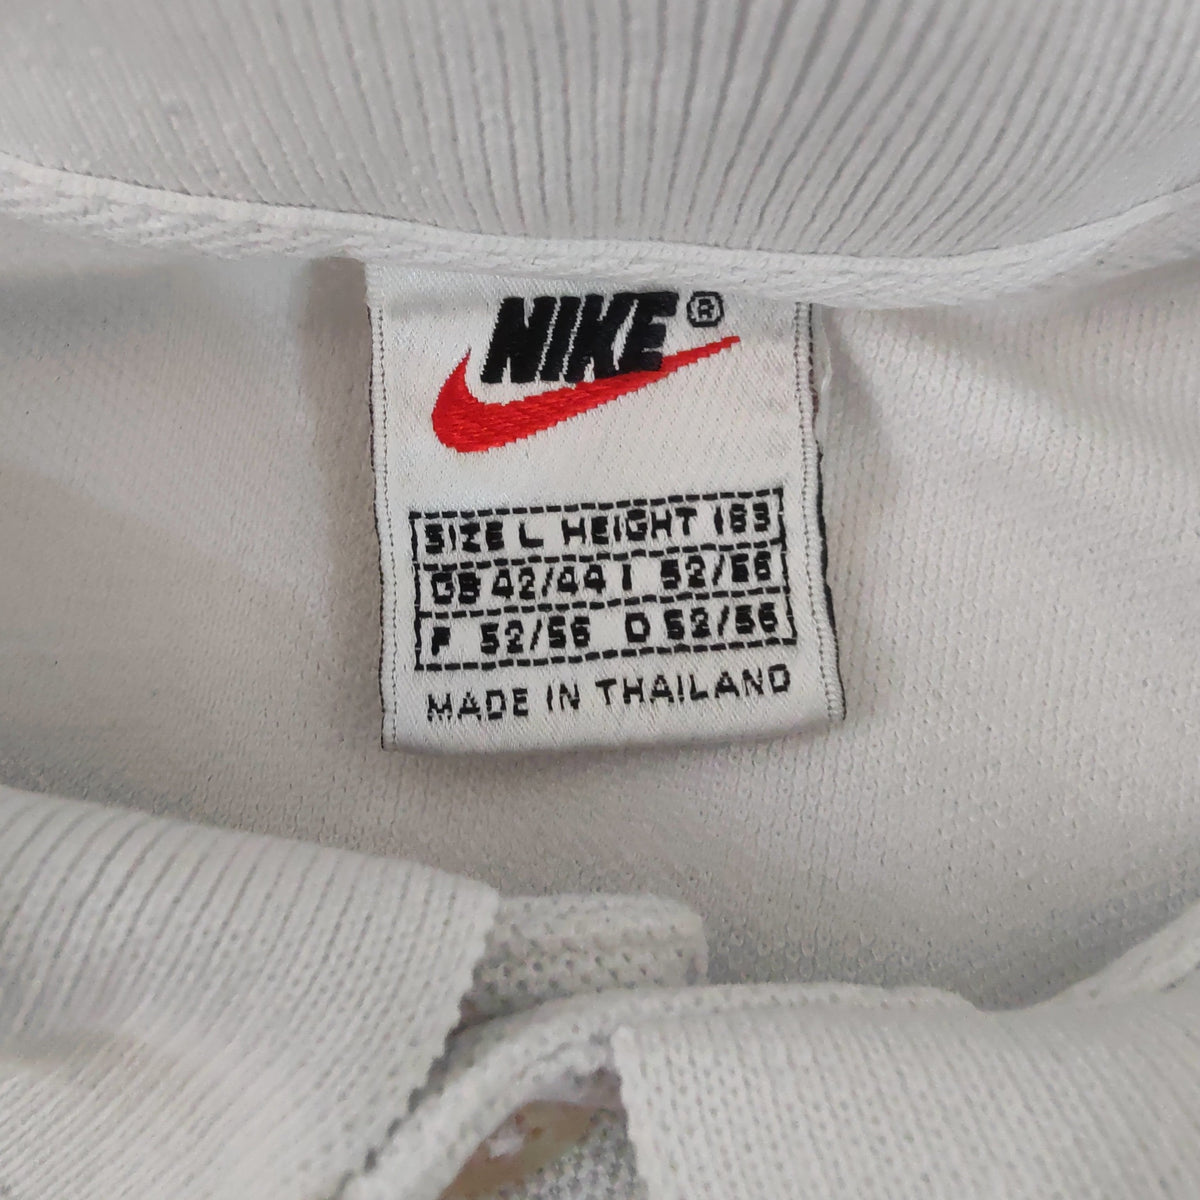 NIKE®
SIZE L HEIGHT 183
GB 42/44 I 52/56
F 52/56 D 52/56
MADE IN THAILAND